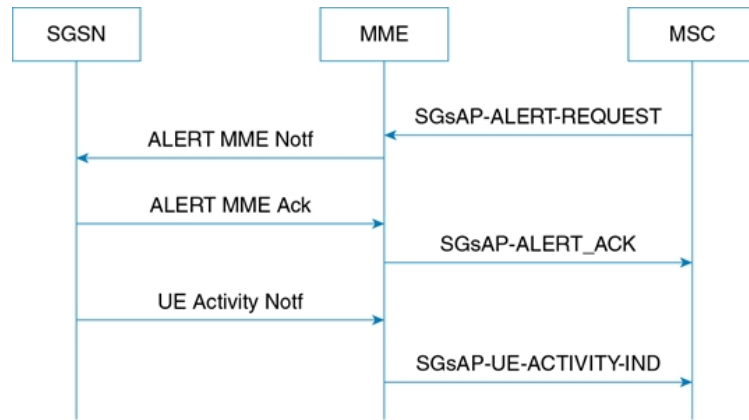 SGSN
MME
MSC
SGsAP-ALERT-REQUEST
ALERT MME Notf
ALERT MME Ack
SGsAP-ALERT_ACK
UE Activity Notf
SGsAP-UE-ACTIVITY-IND